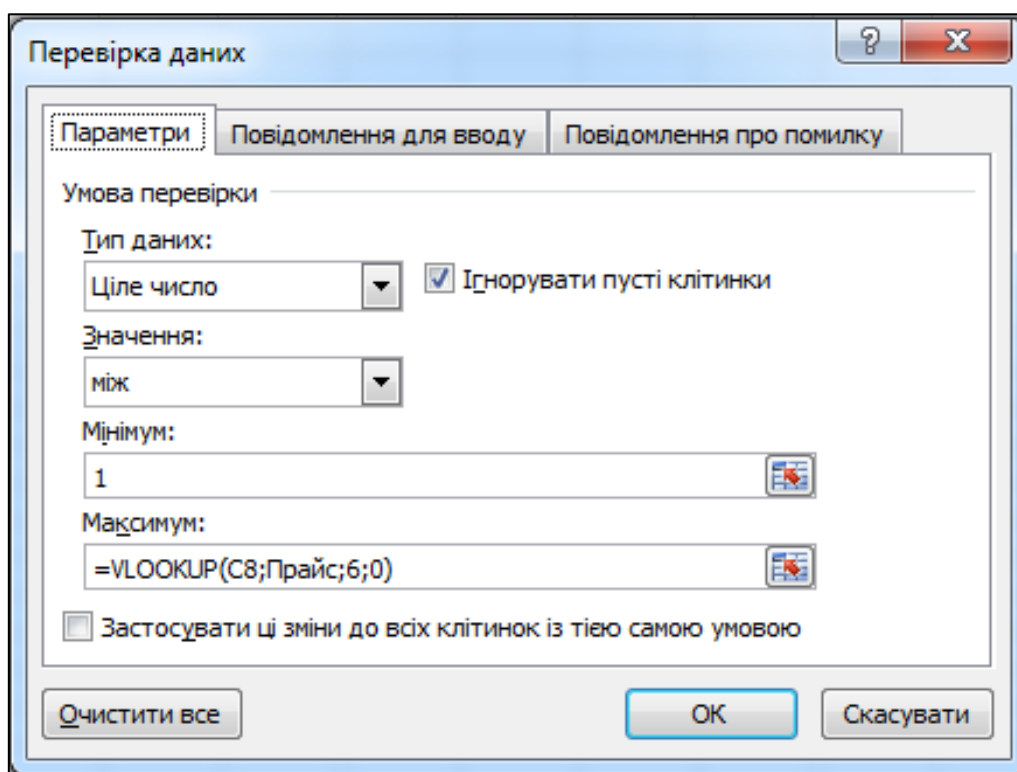 Перевірка даних
Параметри Повідомлення для вводу Повідомлення про помилку
Умова перевірки
Тип даних:
Ціле число Ігнорувати пусті клітинки
Значення:
між
Мінімум:
1
Максимум:
=VLOOKUP(C8;Прайс;6;0)
Застосувати ці зміни до всіх клітинок із тією самою умовою
Очистити все ОК Скасувати